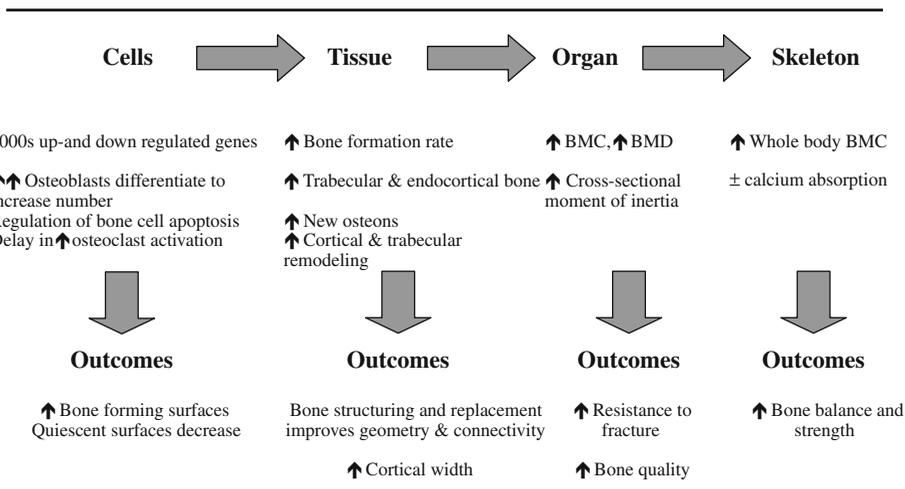 Cells
Tissue
Organ
Skeleton
000s up-and down regulated genes
↑↑ Osteoblasts differentiate to
increase number
Regulation of bone cell apoptosis
Delay in ↑ osteoclast activation
↑ Bone formation rate
↑ Trabecular & endocortical bone
↑ New osteons
↑ Cortical & trabecular
remodeling
↑ BMC, ↑ BMD
↑ Cross-sectional
moment of inertia
↑ Whole body BMC
± calcium absorption
Outcomes
Outcomes
Outcomes
Outcomes
↑ Bone forming surfaces
Quiescent surfaces decrease
Bone structuring and replacement
improves geometry & connectivity
↑ Cortical width
↑ Resistance to
fracture
↑ Bone quality
↑ Bone balance and
strength